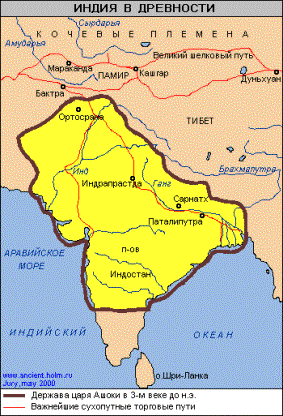 ИНДИЯ В ДРЕВНОСТИ
Сырдарья
Амударья
КОЧЕВЫЕ ПЛЕМЕНА
Великий шелковый путь
Мараканда
ПАМИР
Кашгар
Дуньхуан
Бактра
Ортоспана
ТИБЕТ
Инд
Брахмапутра
Индрапрастда
Ганг
Сарнатх
Паталипутра
АРАВИЙСКОЕ
МОРЕ
п-ов
Индостан
ИНДИЙСКИЙ
ОКЕАН
www.ancient.holm.ru
Jury, may 2000
о.Шри-Ланка
Держава царя Ашоки в 3-м веке до н.э.
Важнейшие сухопутные торговые пути